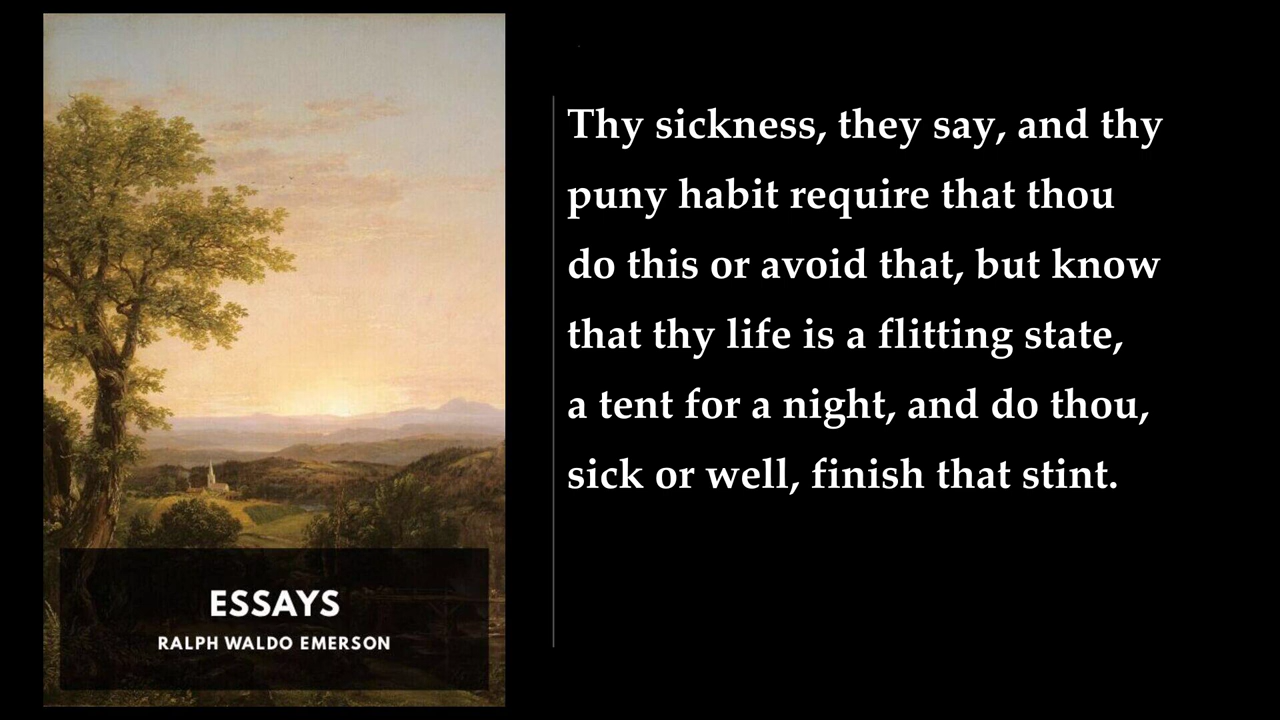 ESSAYS
RALPH WALDO EMERSON
Thy sickness, they say, and thy
puny habit require that thou
do this or avoid that, but know
that thy life is a flitting state,
a tent for a night, and do thou,
sick or well, finish that stint.